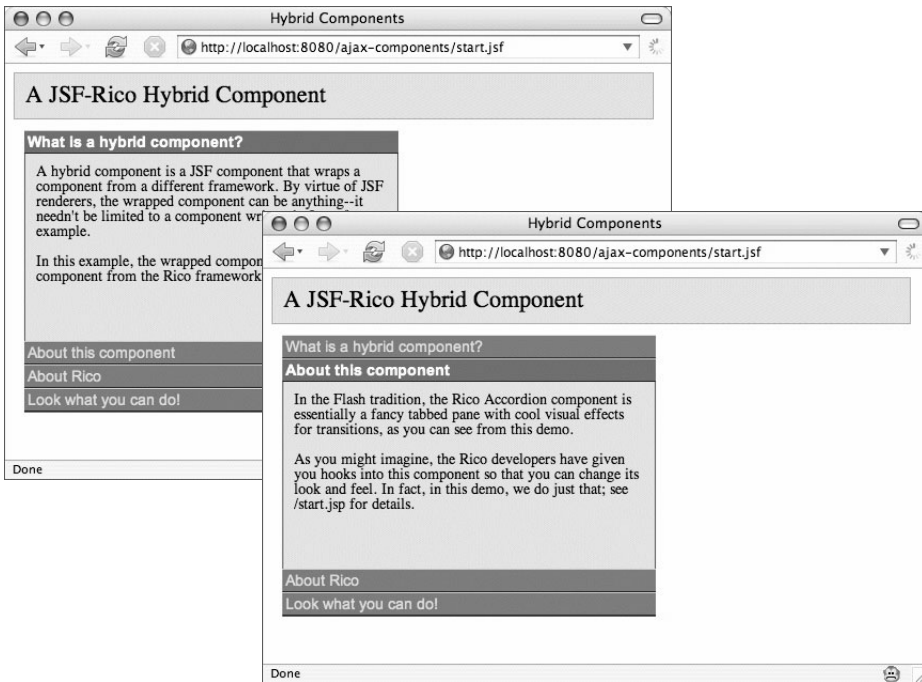 Hybrid Components
http://localhost:8080/ajax-components/start.jsf
A JSF-Rico Hybrid Component
What is a hybrid component?
A hybrid component is a JSF component that wraps a
component from a different framework. By virtue of JSF
renderers, the wrapped component can be anything--it
needn't be limited to a component
example.
In this example, the wrapped
component from the Rico framework
About this component
About Rico
Look what you can do!
Done
Hybrid Components
http://localhost:8080/ajax-components/start.jsf
A JSF-Rico Hybrid Component
What is a hybrid component?
About this component
In the Flash tradition, the Rico Accordion component is
essentially a fancy tabbed pane with cool visual effects
for transitions, as you can see from this demo.
As you might imagine, the Rico developers have given
you hooks into this component so that you can change its
look and feel. In fact, in this demo, we do just that; see
/start.jsp for details.
About Rico
Look what you can do!
Done